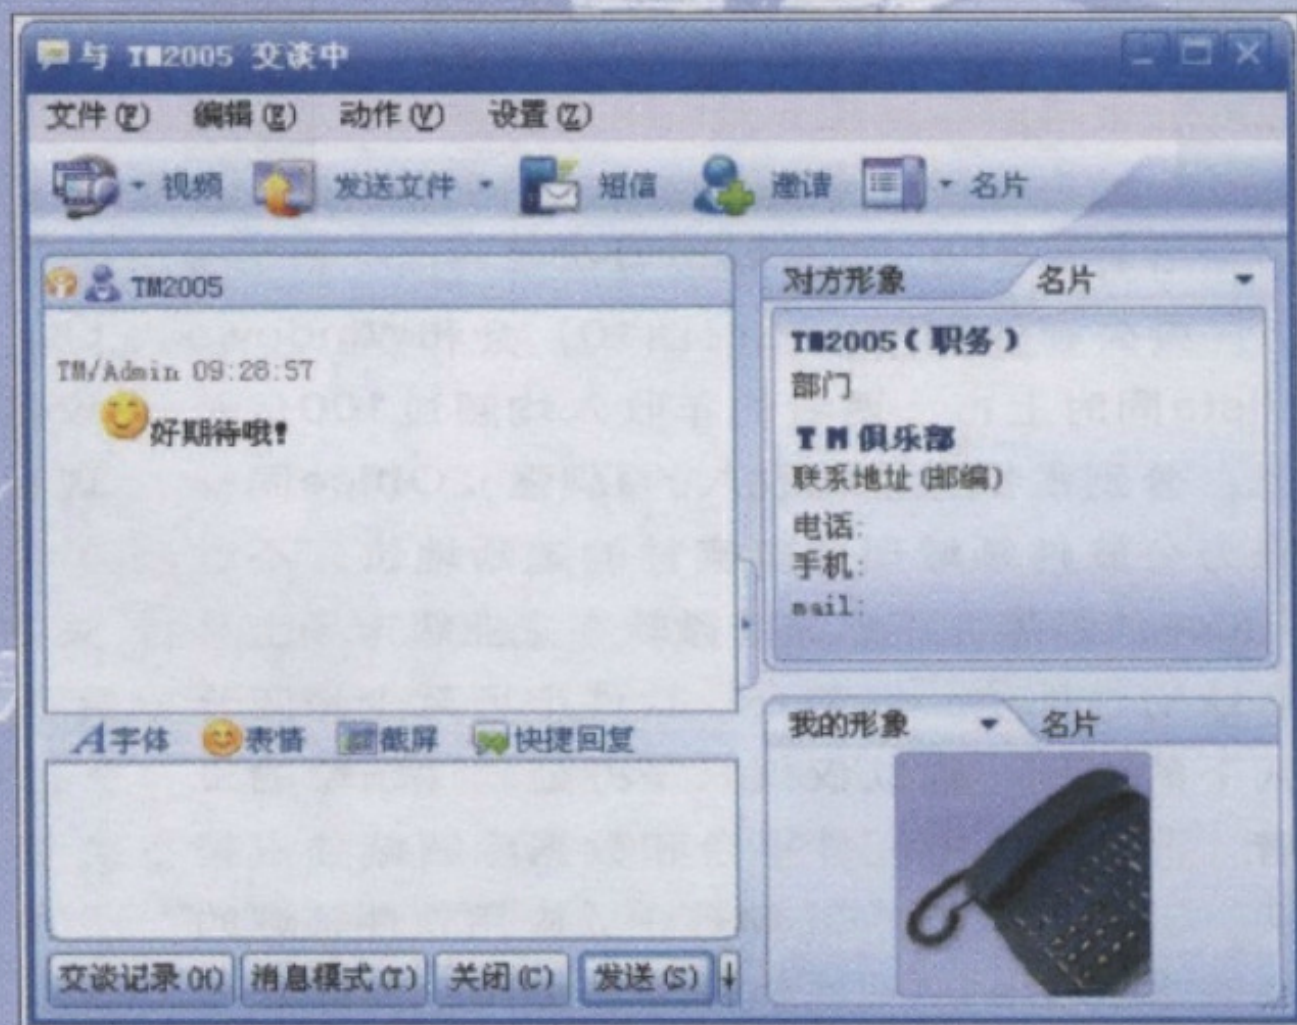 与 TM2005 交谈中
文件(F) 编辑(E) 动作(V) 设置(Z)
视频 发送文件 短信 邀请 名片
TM2005
TM/Admin 09:28:57
好期待哦!
字体 表情 截屏 快捷回复
交谈记录(H) 消息模式(T) 关闭(C) 发送(S)
对方形象 名片
TM2005(职务)
部门
TM俱乐部
联系地址(邮编)
电话:
手机:
mail:
我的形象 名片